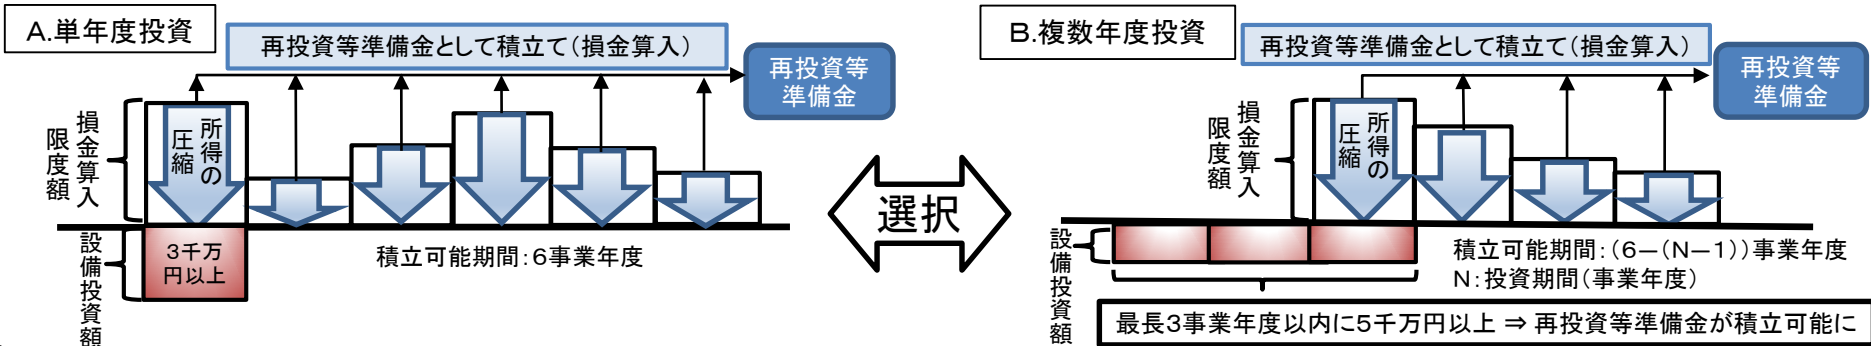 A.単年度投資
再投資等準備金として積立て(損金算入)
再投資等
準備金
損金算入
限度額
所得の
圧縮
設備投資額
3千万
円以上
積立可能期間:6事業年度
選択
B.複数年度投資
再投資等準備金として積立て(損金算入)
再投資等
準備金
損金算入
限度額
所得の
圧縮
設備投資額
積立可能期間:(6-(N-1))事業年度
N:投資期間(事業年度)
最長3事業年度以内に5千万円以上 ⇒ 再投資等準備金が積立可能に